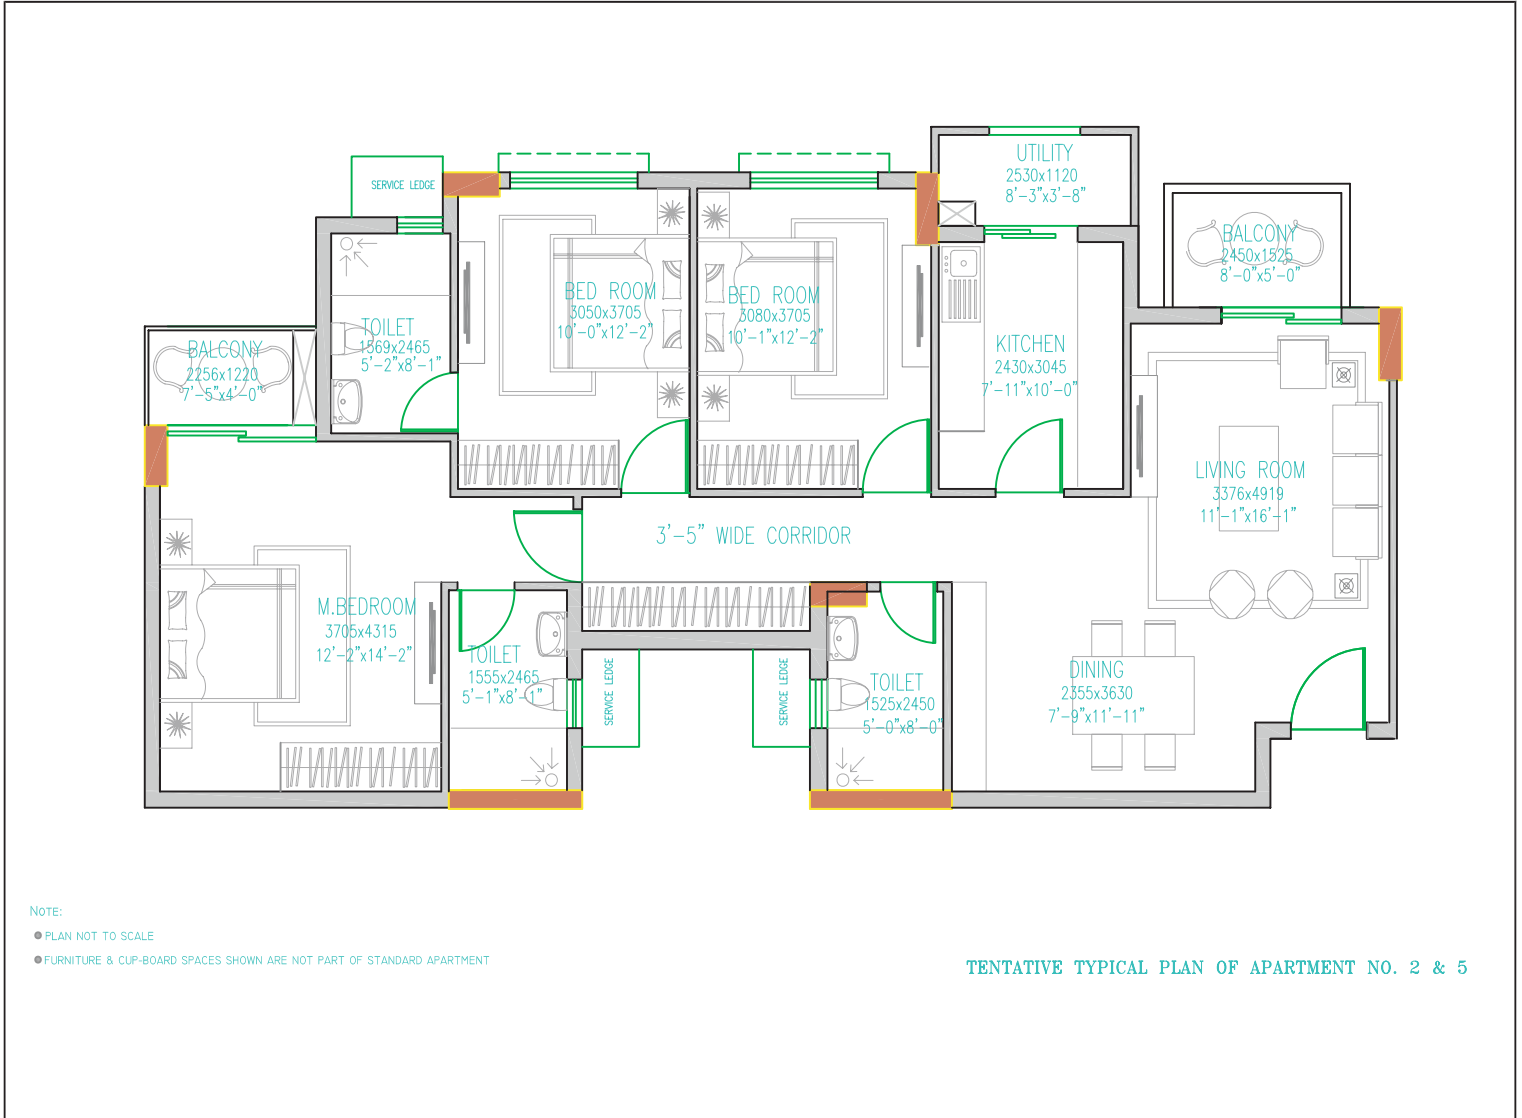 UTILITY
2530x1120
8'-3"x3'-8"
SERVICE LEDGE
BALCONY
2450x1525
8'-0"x5'-0"
BED ROOM
3050x3705
10'-0"x12'-2"
BED ROOM
3080x3705
10'-1"x12'-2"
TOILET
1569x2465
5'-2"x8'-1"
KITCHEN
2430x3045
7'-11"x10'-0"
BALCONY
2256x1220
7'-5"x4'-0"
LIVING ROOM
3376x4919
11'-1"x16'-1"
3'-5" WIDE CORRIDOR
M.BEDROOM
3705x4315
12'-2"x14'-2"
TOILET
1555x2465
5'-1"x8'-1"
SERVICE LEDGE
SERVICE LEDGE
TOILET
1525x2450
5'-0"x8'-0"
DINING
2355x3630
7'-9"x11'-11"
NOTE:
PLAN NOT TO SCALE
FURNITURE & CUP-BOARD SPACES SHOWN ARE NOT PART OF STANDARD APARTMENT
TENTATIVE TYPICAL PLAN OF APARTMENT NO. 2 & 5